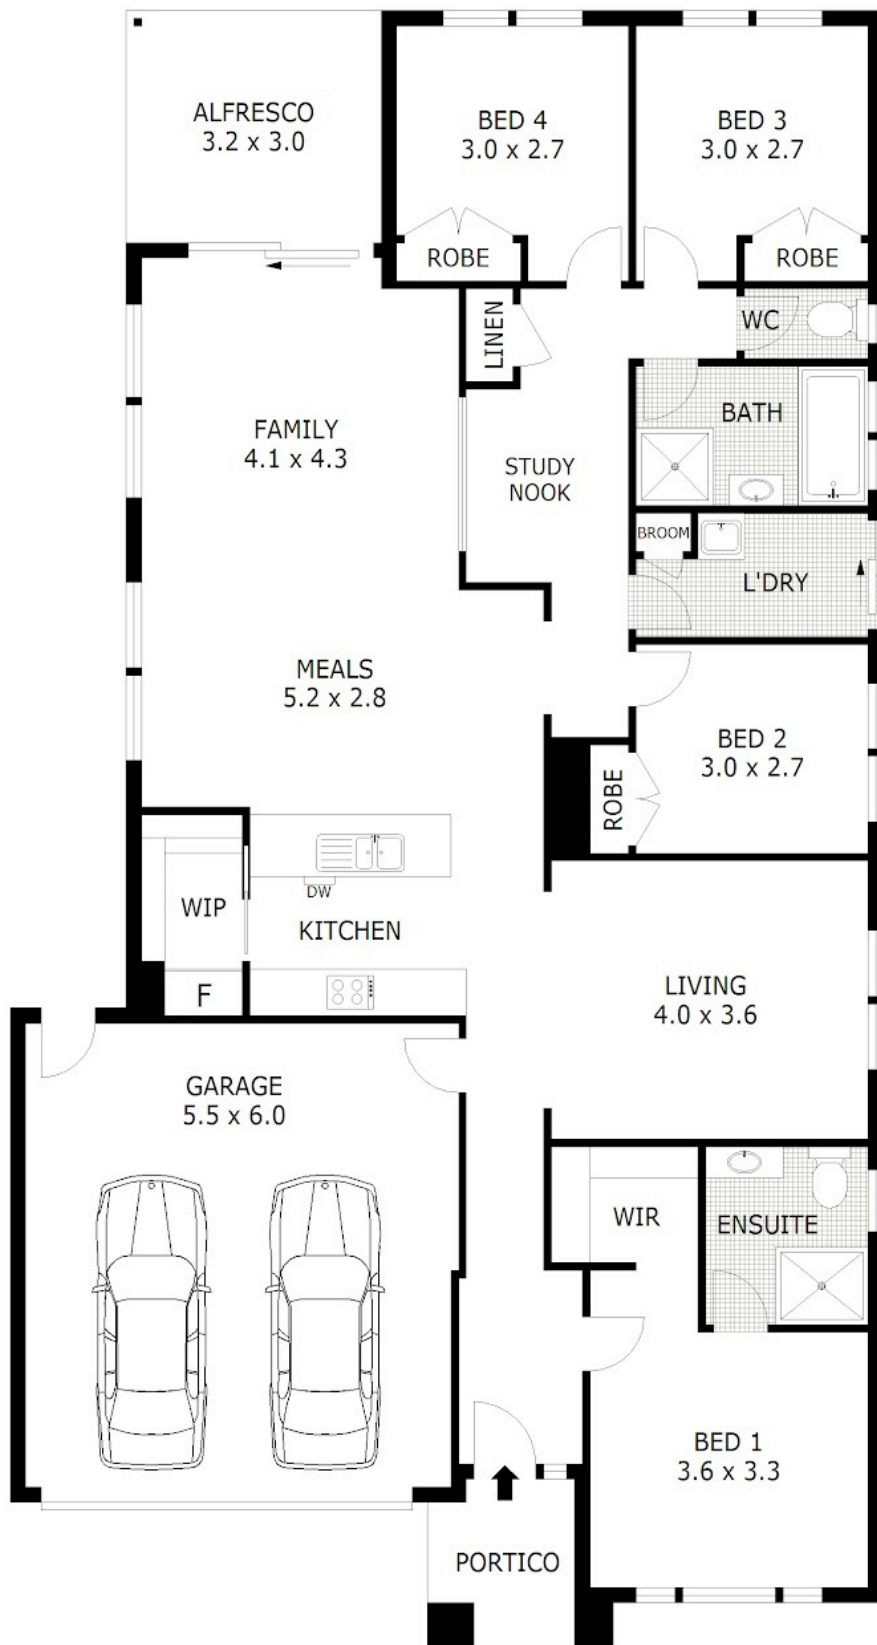 ALFRESCO
3.2 x 3.0
BED 4
3.0 x 2.7
BED 3
3.0 x 2.7
ROBE
ROBE
LINEN
WC
FAMILY
4.1 x 4.3
BATH
STUDY
NOOK
BROOM
L'DRY
MEALS
5.2 x 2.8
BED 2
3.0 x 2.7
ROBE
DW
WIP
KITCHEN
F
LIVING
4.0 x 3.6
GARAGE
5.5 x 6.0
WIR
ENSUITE
BED 1
3.6 x 3.3
PORTICO